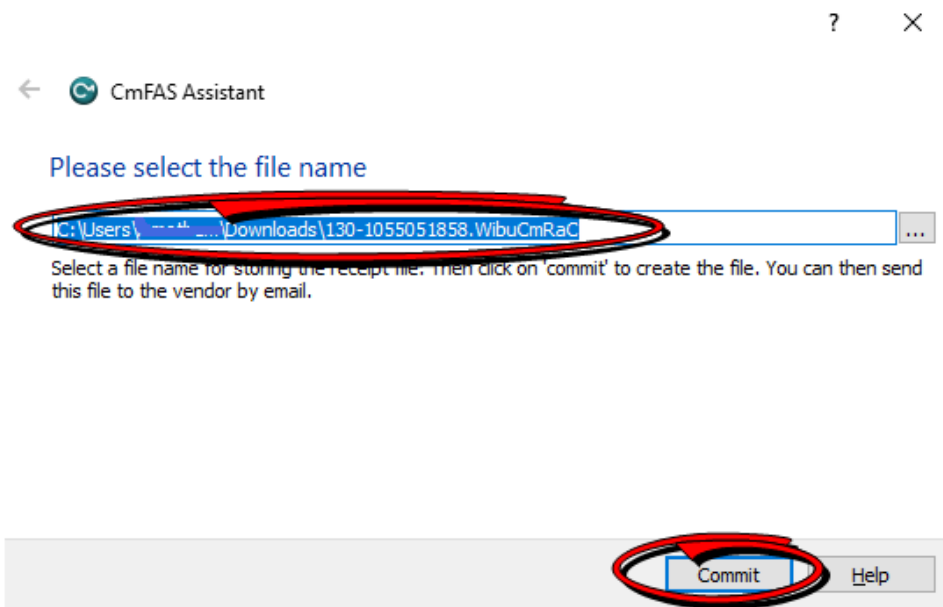 ?
CmFAS Assistant
Please select the file name
C:\Users\ \Downloads\130-1055051858.WibuCmRaC
...
Select a file name for storing the receipt file. Then click on 'commit' to create the file. You can then send
this file to the vendor by email.
Commit Help